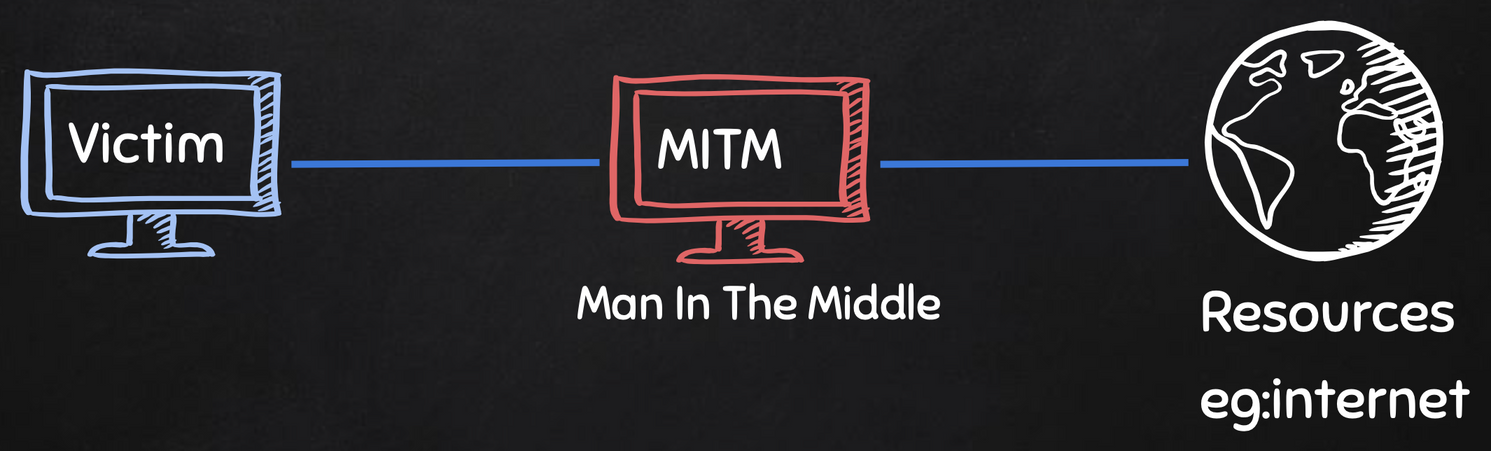 Victim
MITM
Man In The Middle
Resources
eg:internet